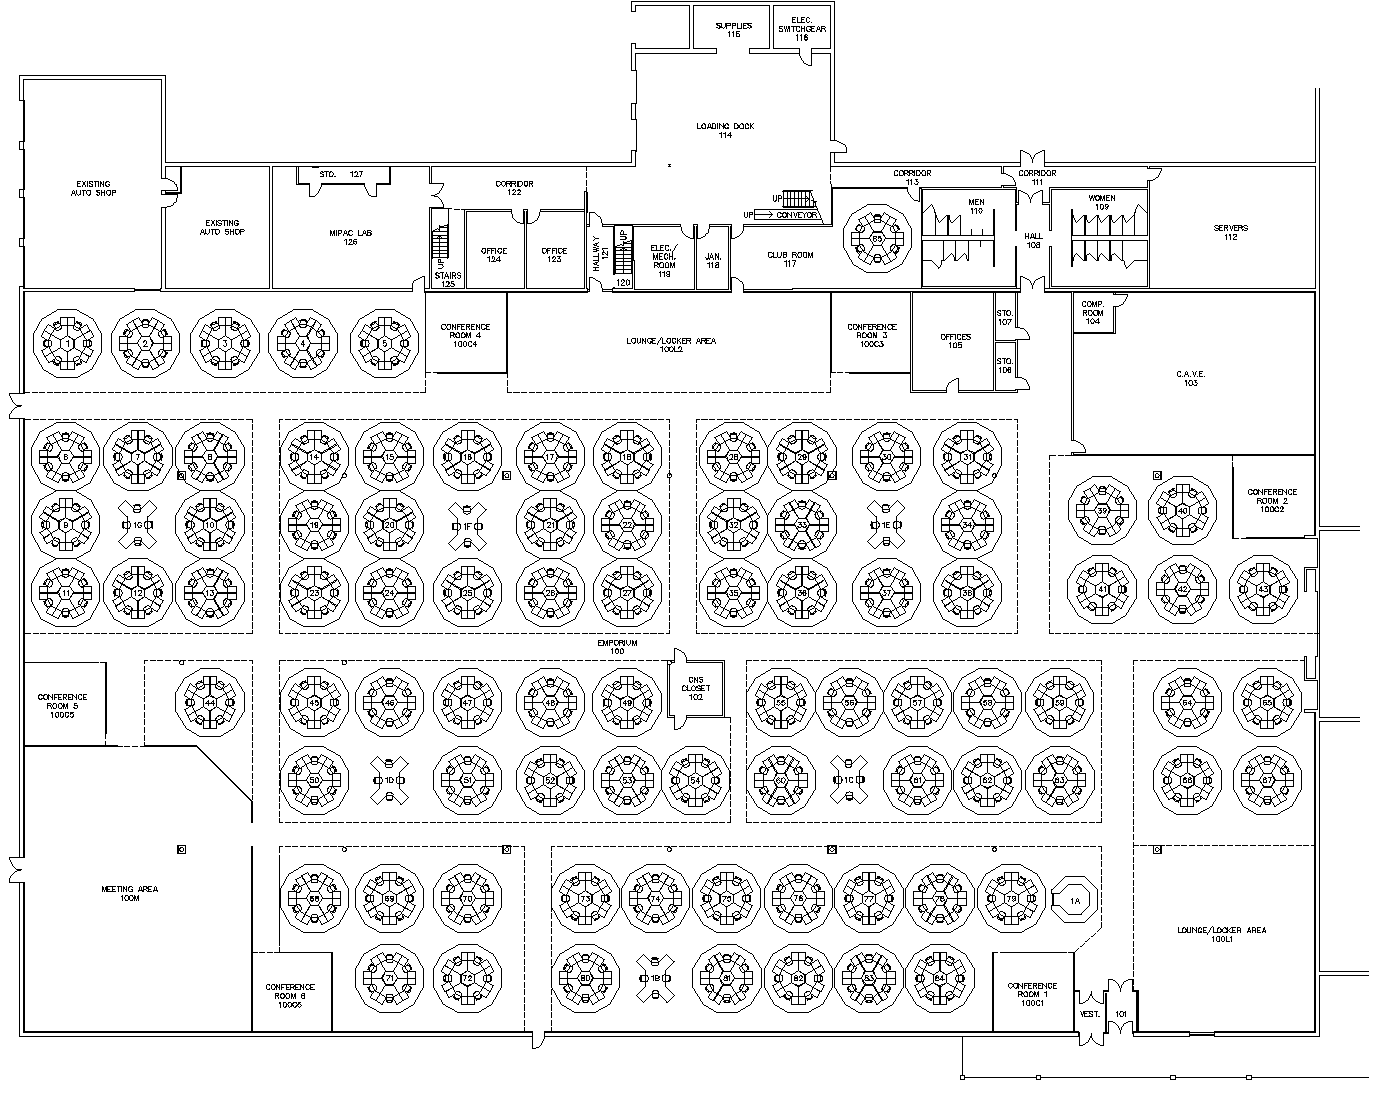 SUPPLIES
115
ELEC.
SWITCHGEAR
116
LOADING DOCK
114
EXISTING
AUTO SHOP
EXISTING
AUTO SHOP
STO. 127
MIPAC LAB
126
CORRIDOR
122
UP
STAIRS
125
OFFICE
124
OFFICE
123
HALLWAY
121
UP
120
ELEC./
MECH.
ROOM
119
JAN.
118
UP
UP
CONVEYOR
CLUB ROOM
117
85
CORRIDOR
113
MEN
110
CORRIDOR
111
HALL
108
WOMEN
109
SERVERS
112
1
2
3
4
5
CONFERENCE
ROOM 4
100C4
LOUNGE/LOCKER AREA
100L2
CONFERENCE
ROOM 3
100C3
OFFICES
105
STO.
107
STO.
106
COMP.
ROOM
104
C.A.V.E.
103
6
7
8
14
15
16
17
18
28
29
30
31
9
1G
10
19
20
1F
21
22
32
33
1E
34
39
40
CONFERENCE
ROOM 2
100C2
11
12
13
23
24
25
26
27
35
36
37
38
41
42
43
EMPORIUM
100
CONFERENCE
ROOM 5
100C5
44
45
46
47
48
49
CNS
CLOSET
102
55
56
57
58
59
64
65
50
1D
51
52
53
54
60
1C
61
62
63
66
67
MEETING AREA
100M
68
69
70
73
74
75
76
77
78
79
1A
LOUNGE/LOCKER AREA
100L1
CONFERENCE
ROOM 6
100C6
71
72
80
1B
81
82
83
84
CONFERENCE
ROOM 1
100C1
VEST.
101